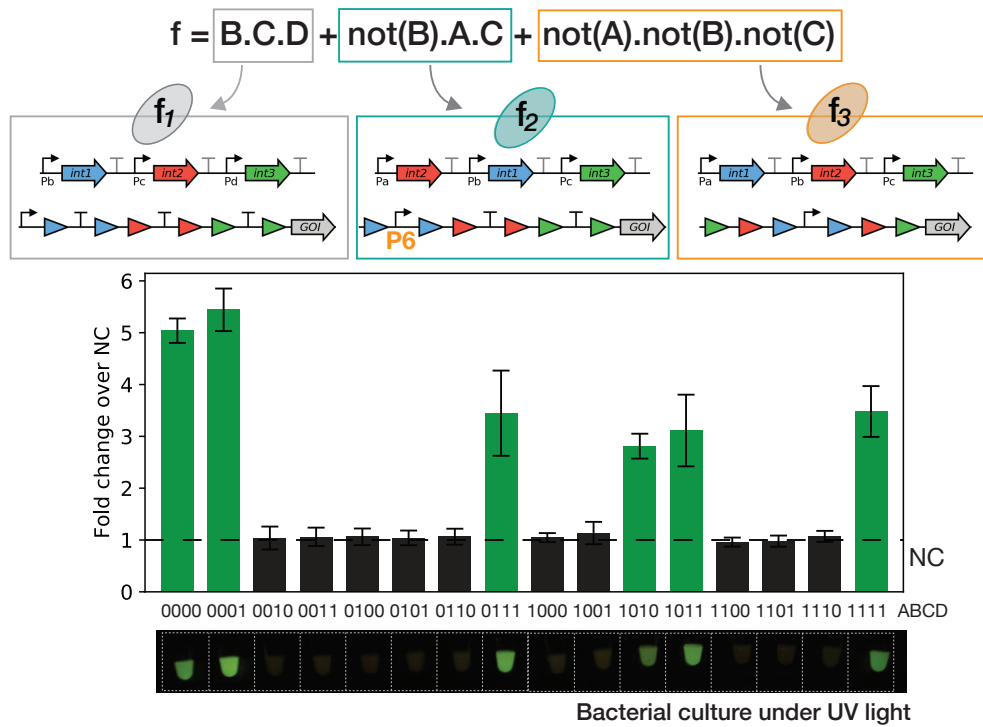 f = B.C.D + not(B).A.C + not(A).not(B).not(C)
f1 f2 f3
Pb int1 Pc int2 Pd int3
GOI
Pa int2 Pb int1 Pc int3
P6 GOI
Pa int1 Pb int2 Pc int3
GOI
Fold change over NC
6
5
4
3
2
1
0
NC
0000 0001 0010 0011 0100 0101 0110 0111 1000 1001 1010 1011 1100 1101 1110 1111 ABCD
Bacterial culture under UV light